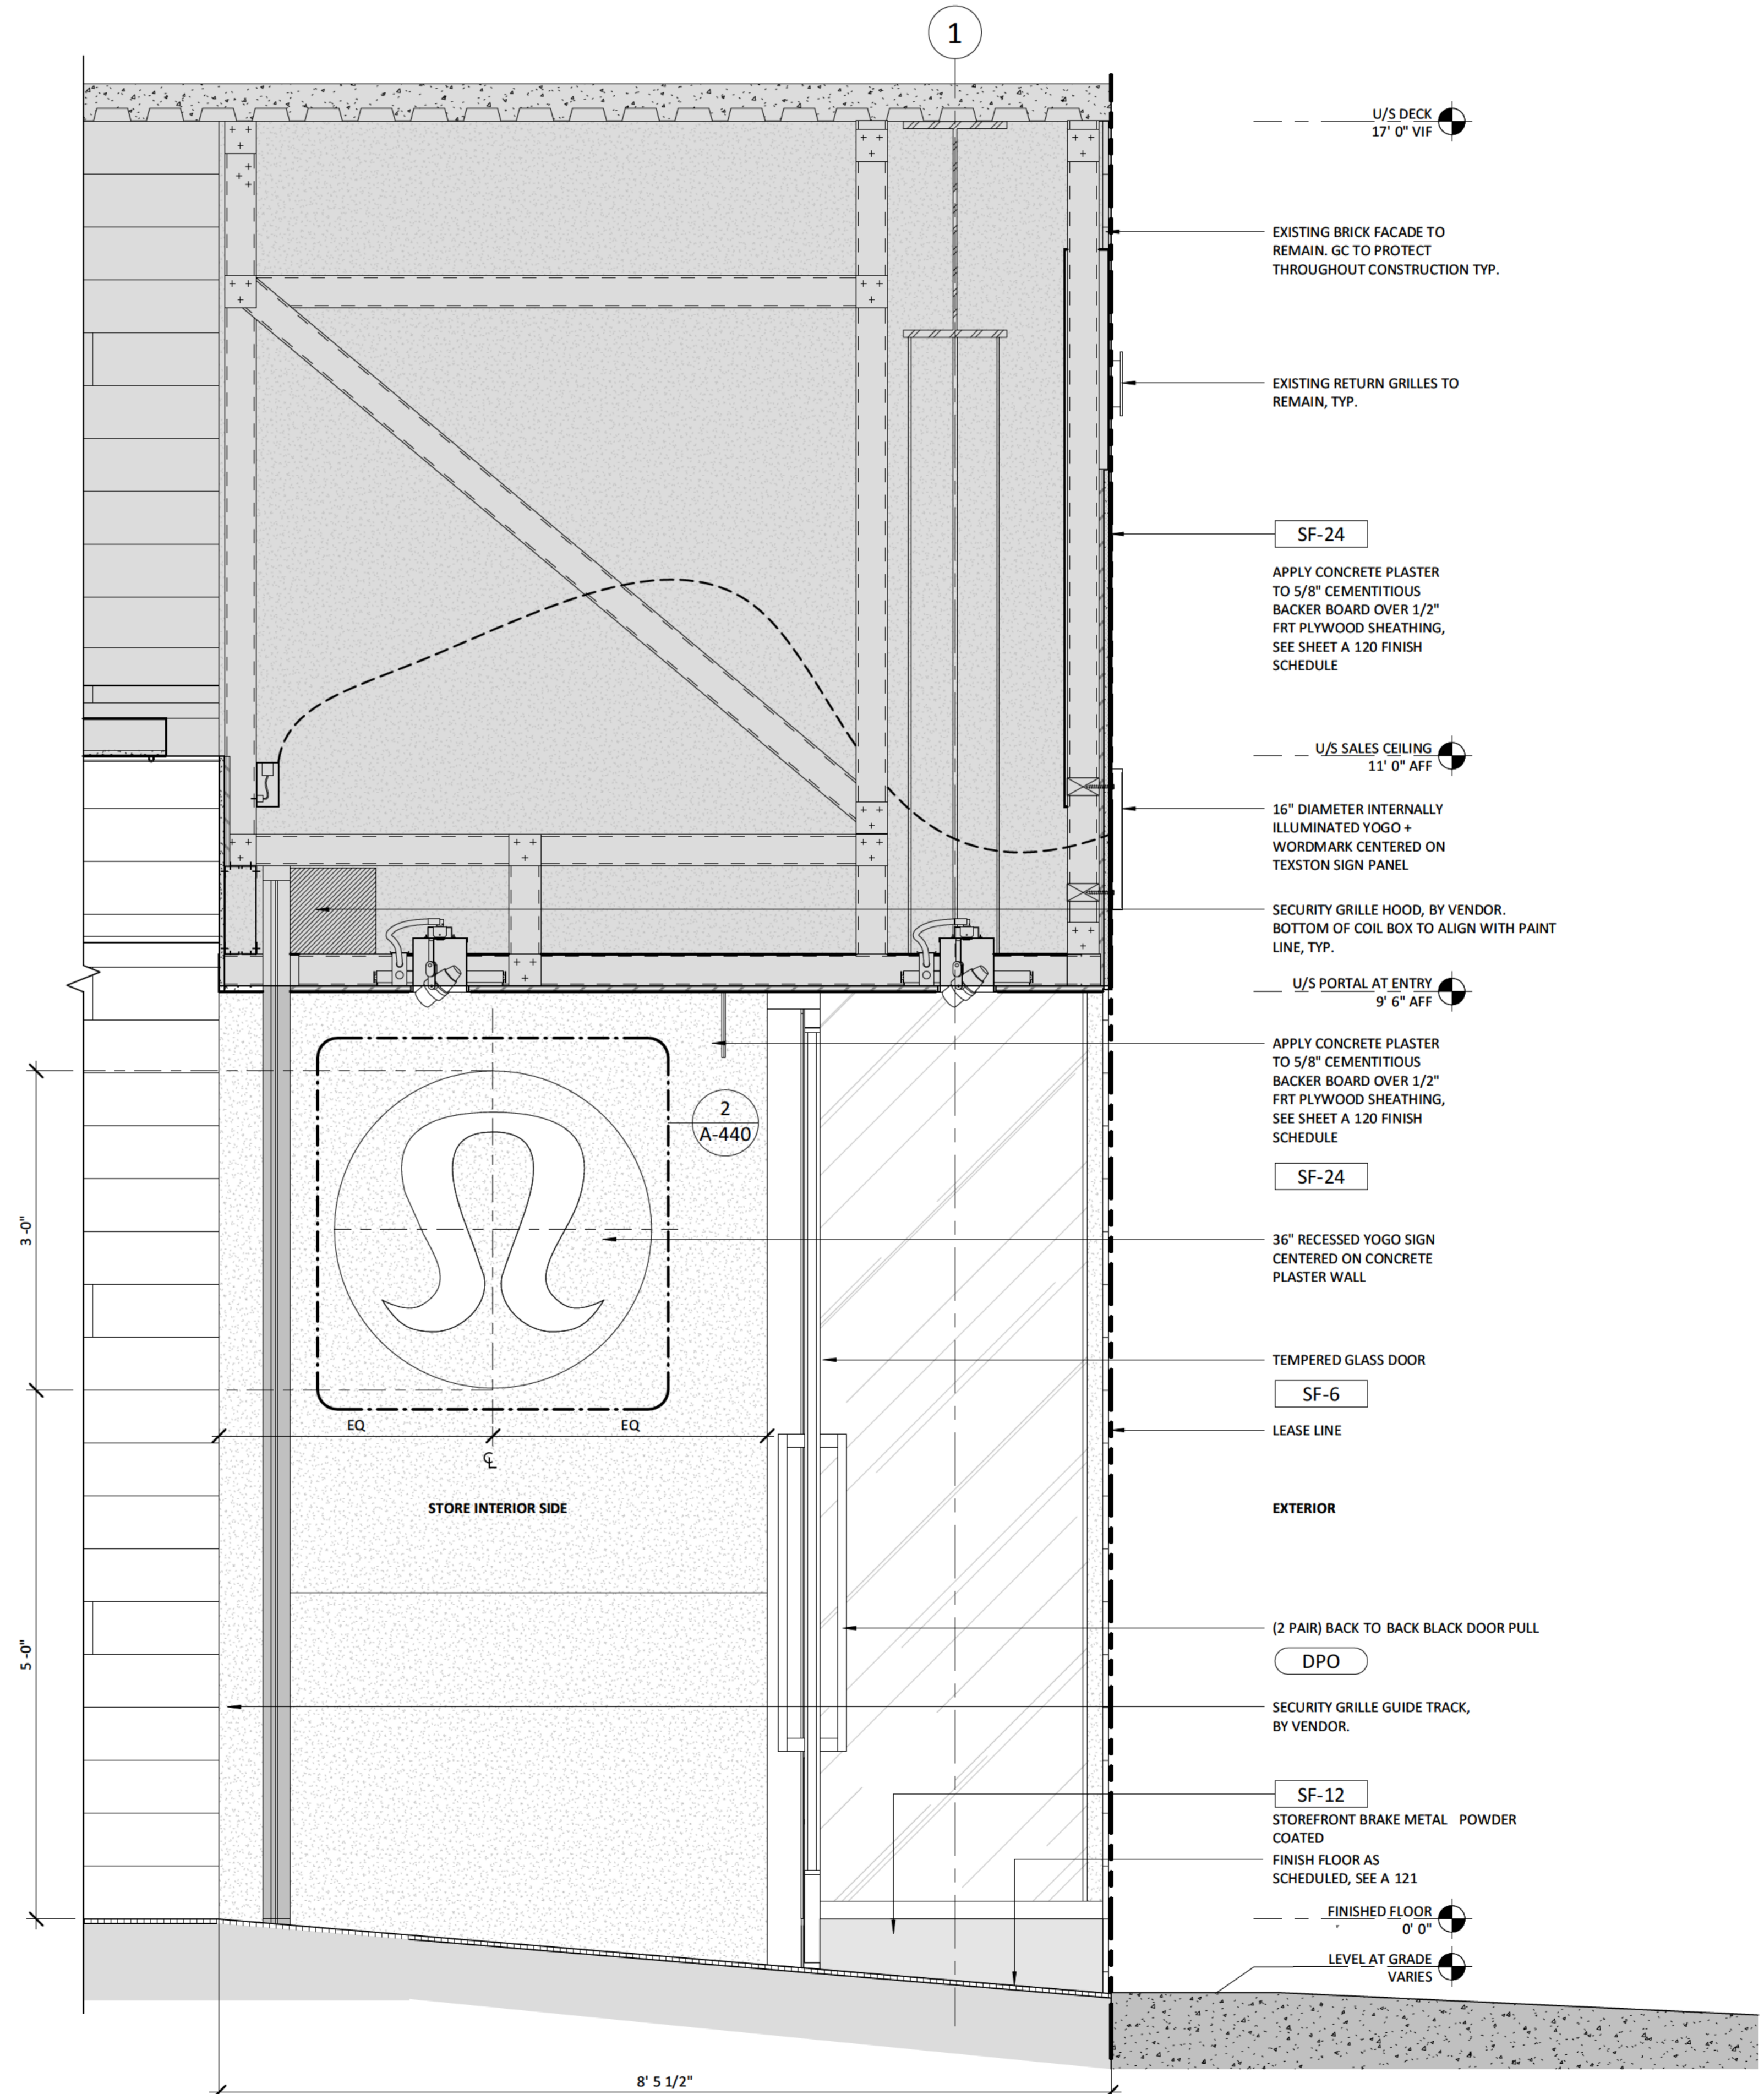 1
U/S DECK
17' 0" VIF
EXISTING BRICK FACADE TO
REMAIN. GC TO PROTECT
THROUGHOUT CONSTRUCTION TYP.
EXISTING RETURN GRILLES TO
REMAIN, TYP.
SF-24
APPLY CONCRETE PLASTER
TO 5/8" CEMENTITIOUS
BACKER BOARD OVER 1/2"
FRT PLYWOOD SHEATHING,
SEE SHEET A 120 FINISH
SCHEDULE
U/S SALES CEILING
11' 0" AFF
16" DIAMETER INTERNALLY
ILLUMINATED YOGO +
WORDMARK CENTERED ON
TEXSTON SIGN PANEL
SECURITY GRILLE HOOD, BY VENDOR.
BOTTOM OF COIL BOX TO ALIGN WITH PAINT
LINE, TYP.
U/S PORTAL AT ENTRY
9' 6" AFF
APPLY CONCRETE PLASTER
TO 5/8" CEMENTITIOUS
BACKER BOARD OVER 1/2"
FRT PLYWOOD SHEATHING,
SEE SHEET A 120 FINISH
SCHEDULE
SF-24
2
A-440
3 -0"
36" RECESSED YOGO SIGN
CENTERED ON CONCRETE
PLASTER WALL
TEMPERED GLASS DOOR
SF-6
LEASE LINE
EQ
EQ
℄
STORE INTERIOR SIDE
EXTERIOR
5 -0"
(2 PAIR) BACK TO BACK BLACK DOOR PULL
DPO
SECURITY GRILLE GUIDE TRACK,
BY VENDOR.
SF-12
STOREFRONT BRAKE METAL POWDER
COATED
FINISH FLOOR AS
SCHEDULED, SEE A 121
FINISHED FLOOR
0' 0"
LEVEL AT GRADE
VARIES
8' 5 1/2"